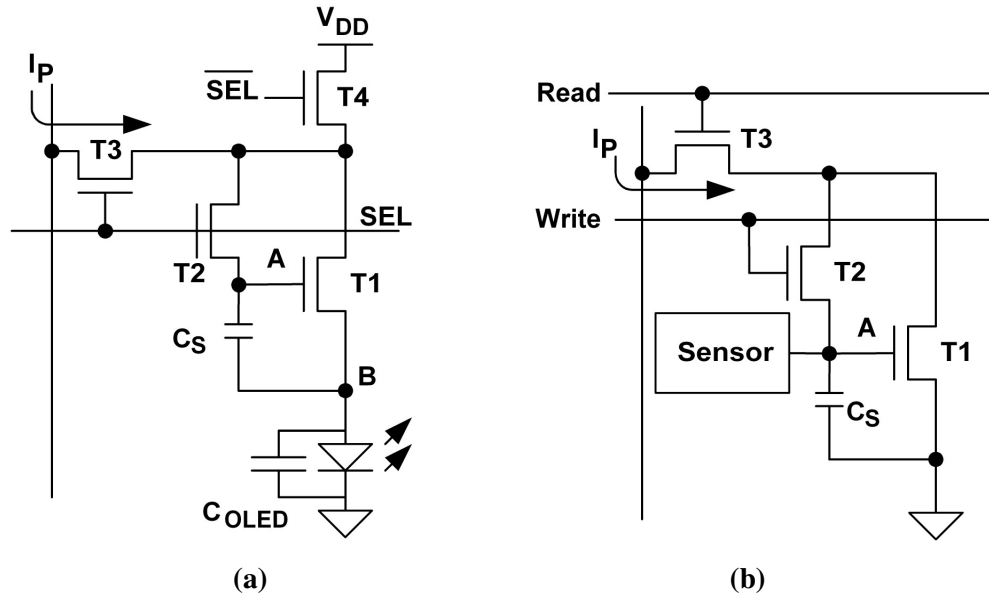 V_DD
I_P
SEL
T4
T3
SEL
T2
A
T1
C_S
B
C_OLED
(a)
Read
T3
I_P
Write
T2
A
Sensor
T1
C_S
(b)